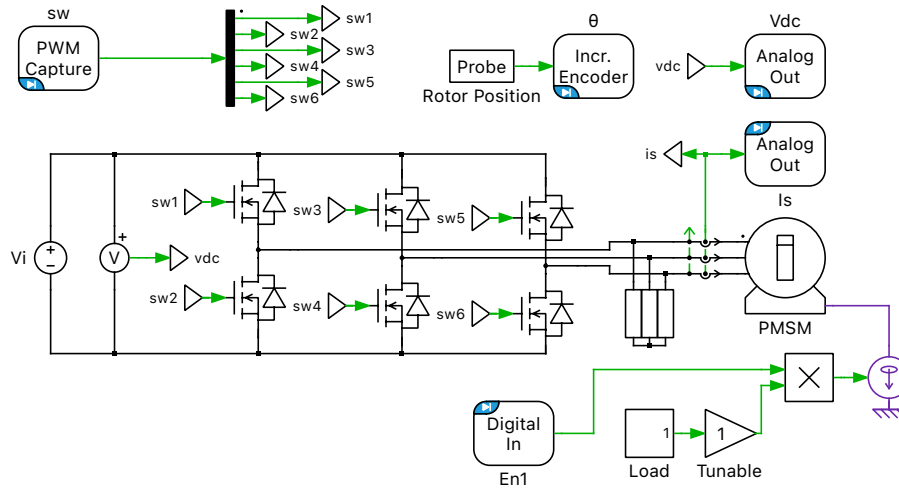 sw
PWM
Capture
sw1
sw2
sw3
sw4
sw5
sw6
Probe
Rotor Position
θ
Incr.
Encoder
Vdc
vdc
Analog
Out
is
Analog
Out
Is
Vi
V
vdc
sw1
sw2
sw3
sw4
sw5
sw6
PMSM
Digital
In
En1
1
Load
1
Tunable